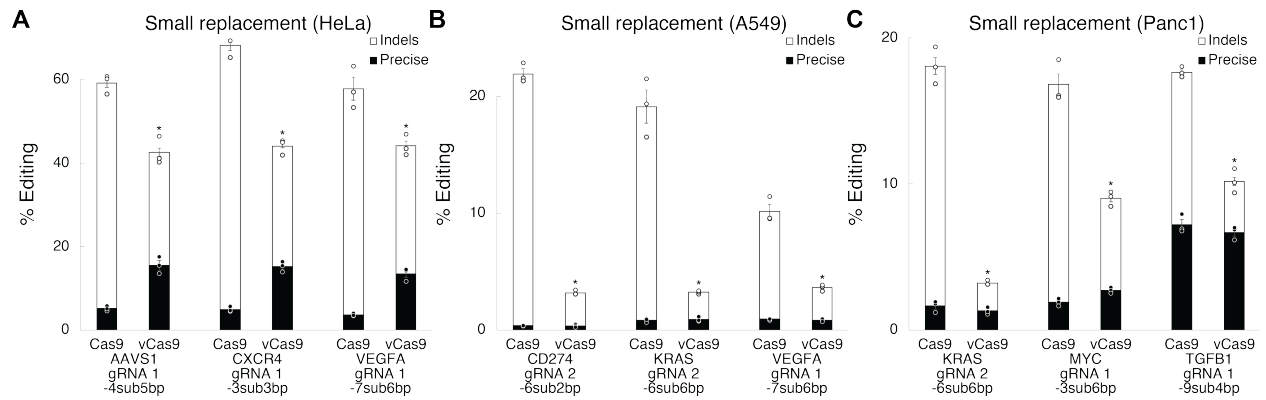 A
Small replacement (HeLa)
Indels
Precise
% Editing
60
40
20
0
Cas9 vCas9 Cas9 vCas9 Cas9 vCas9
AAVS1 CXCR4 VEGFA
gRNA 1 gRNA 1 gRNA 1
-4sub5bp -3sub3bp -7sub6bp
* * *
B
Small replacement (A549)
Indels
Precise
% Editing
20
10
0
Cas9 vCas9 Cas9 vCas9 Cas9 vCas9
CD274 KRAS VEGFA
gRNA 2 gRNA 2 gRNA 1
-6sub2bp -6sub6bp -7sub6bp
* * *
C
Small replacement (Panc1)
Indels
Precise
% Editing
20
10
0
Cas9 vCas9 Cas9 vCas9 Cas9 vCas9
KRAS MYC TGFB1
gRNA 2 gRNA 1 gRNA 1
-6sub6bp -3sub6bp -9sub4bp
* * *